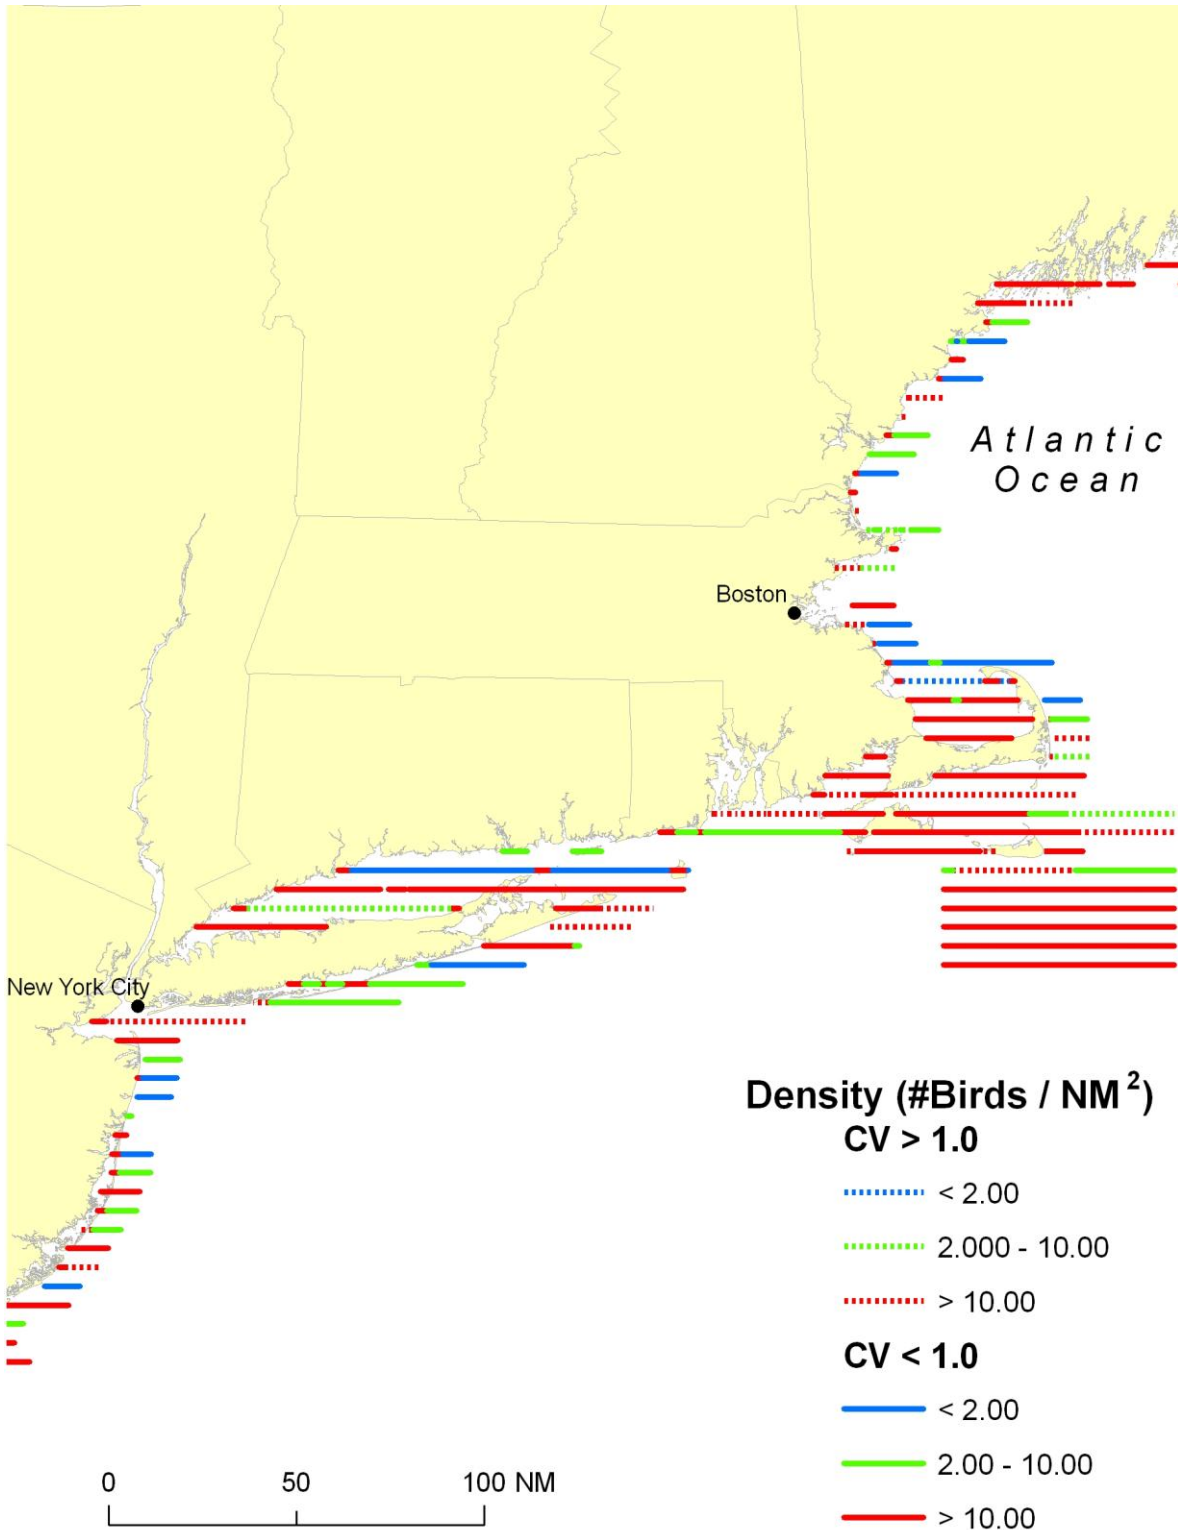 Atlantic
Ocean
Boston
New York City
Density (#Birds / NM²)
CV > 1.0
< 2.00
2.000 - 10.00
> 10.00
CV < 1.0
< 2.00
2.00 - 10.00
> 10.00
0 50 100 NM